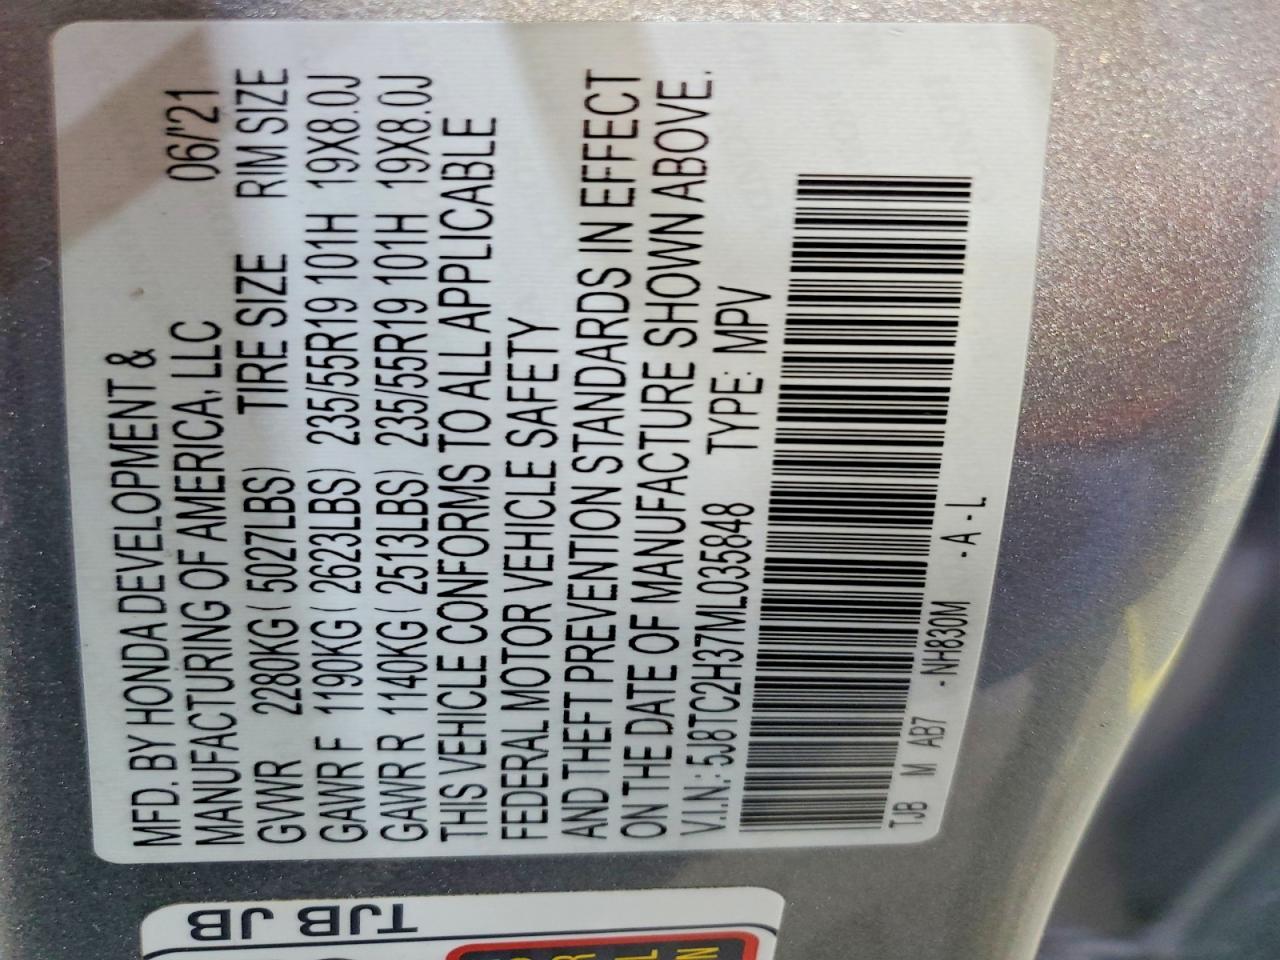 MFD. BY HONDA DEVELOPMENT &
MANUFACTURING OF AMERICA, LLC 06/'21
GVWR 2280KG ( 5027LBS) TIRE SIZE RIM SIZE
GAWR F 1190KG ( 2623LBS) 235/55R19 101H 19X8.0J
GAWR R 1140KG ( 2513LBS) 235/55R19 101H 19X8.0J
THIS VEHICLE CONFORMS TO ALL APPLICABLE
FEDERAL MOTOR VEHICLE SAFETY
AND THEFT PREVENTION STANDARDS IN EFFECT
ON THE DATE OF MANUFACTURE SHOWN ABOVE.
V.I.N.: 5J8TC2H37ML035848 TYPE: MPV
TJB M AB7 - NH830M - A - L
TJB JB